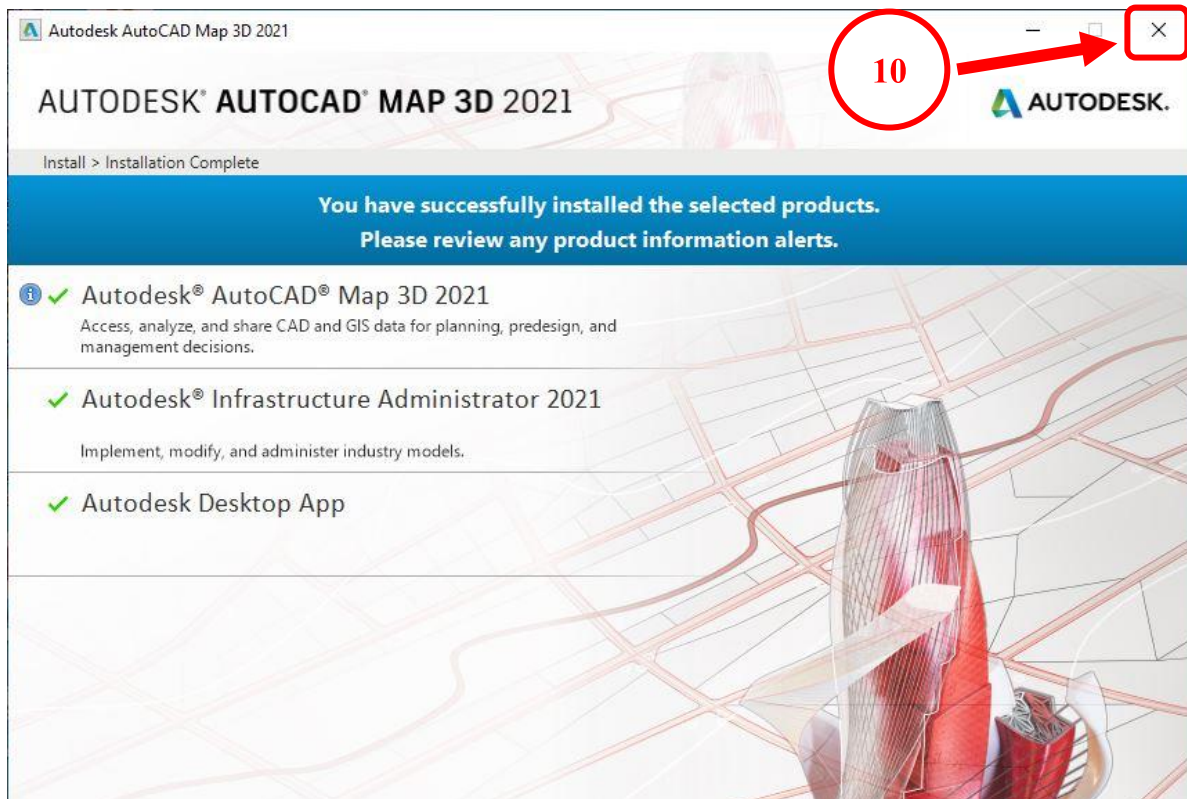 Autodesk AutoCAD Map 3D 2021
10
AUTODESK® AUTOCAD® MAP 3D 2021
AUTODESK.
Install > Installation Complete
You have successfully installed the selected products.
Please review any product information alerts.
Autodesk® AutoCAD® Map 3D 2021
Access, analyze, and share CAD and GIS data for planning, predesign, and
management decisions.
Autodesk® Infrastructure Administrator 2021
Implement, modify, and administer industry models.
Autodesk Desktop App